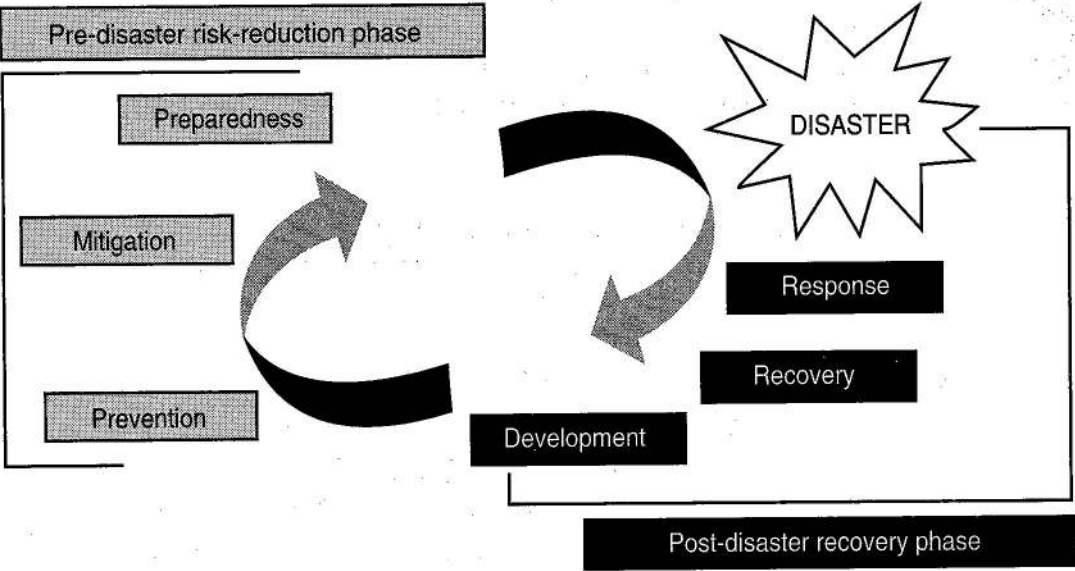 Pre-disaster risk-reduction phase
Preparedness
DISASTER
Mitigation
Response
Recovery
Prevention
Development
Post-disaster recovery phase